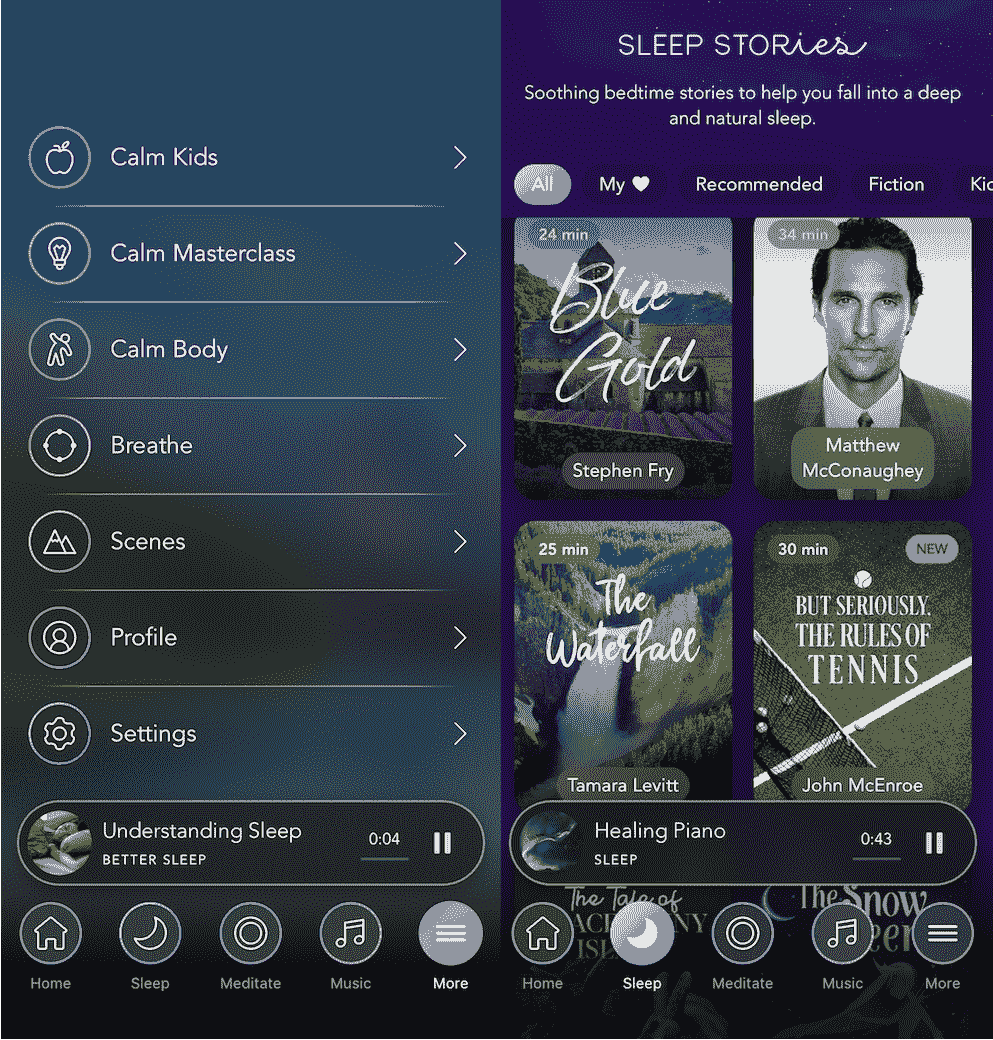 Calm Kids
Calm Masterclass
Calm Body
Breathe
Scenes
Profile
Settings
Understanding Sleep
BETTER SLEEP
0:04
Home
Sleep
Meditate
Music
More
SLEEP STORies
Soothing bedtime stories to help you fall into a deep
and natural sleep.
All
My
Recommended
Fiction
24 min
Blue
Gold
Stephen Fry
34 min
Matthew
McConaughey
25 min
The
Waterfall
Tamara Levitt
30 min
NEW
BUT SERIOUSLY,
THE RULES OF
TENNIS
John McEnroe
Healing Piano
SLEEP
0:43
The Tale of
The Snow
Home
Sleep
Meditate
Music
More